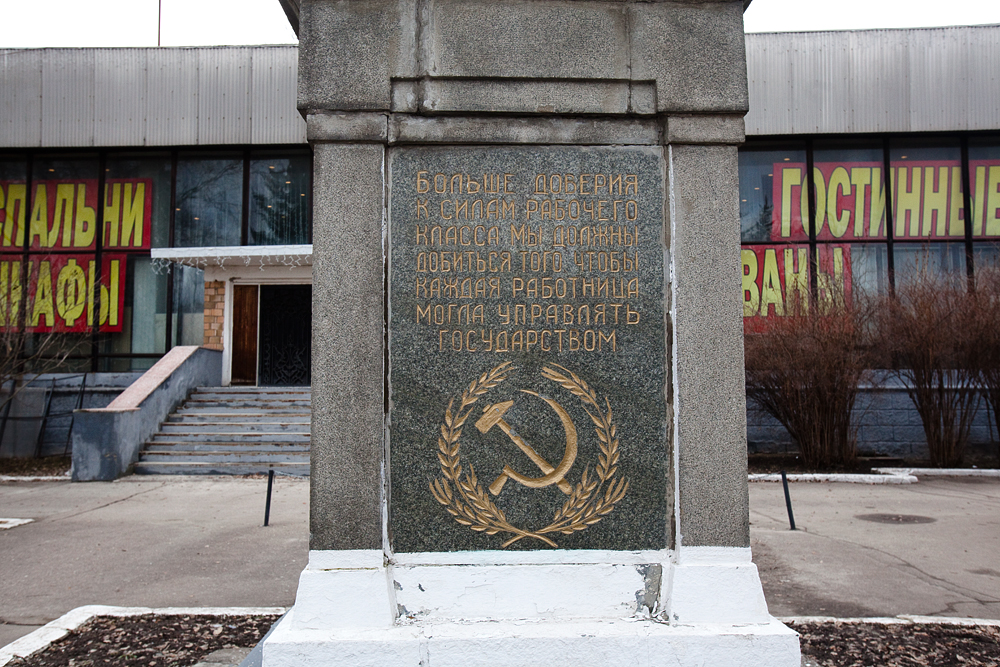 БОЛЬШЕ ДОВЕРИЯ
К СИЛАМ РАБОЧЕГО
КЛАССА МЫ ДОЛЖНЫ
ДОБИТЬСЯ ТОГО ЧТОБЫ
КАЖДАЯ РАБОТНИЦА
МОГЛА УПРАВЛЯТЬ
ГОСУДАРСТВОМ
СПАЛЬНИ
ШКАФЫ
ГОСТИННЫЕ
ВАНЫ